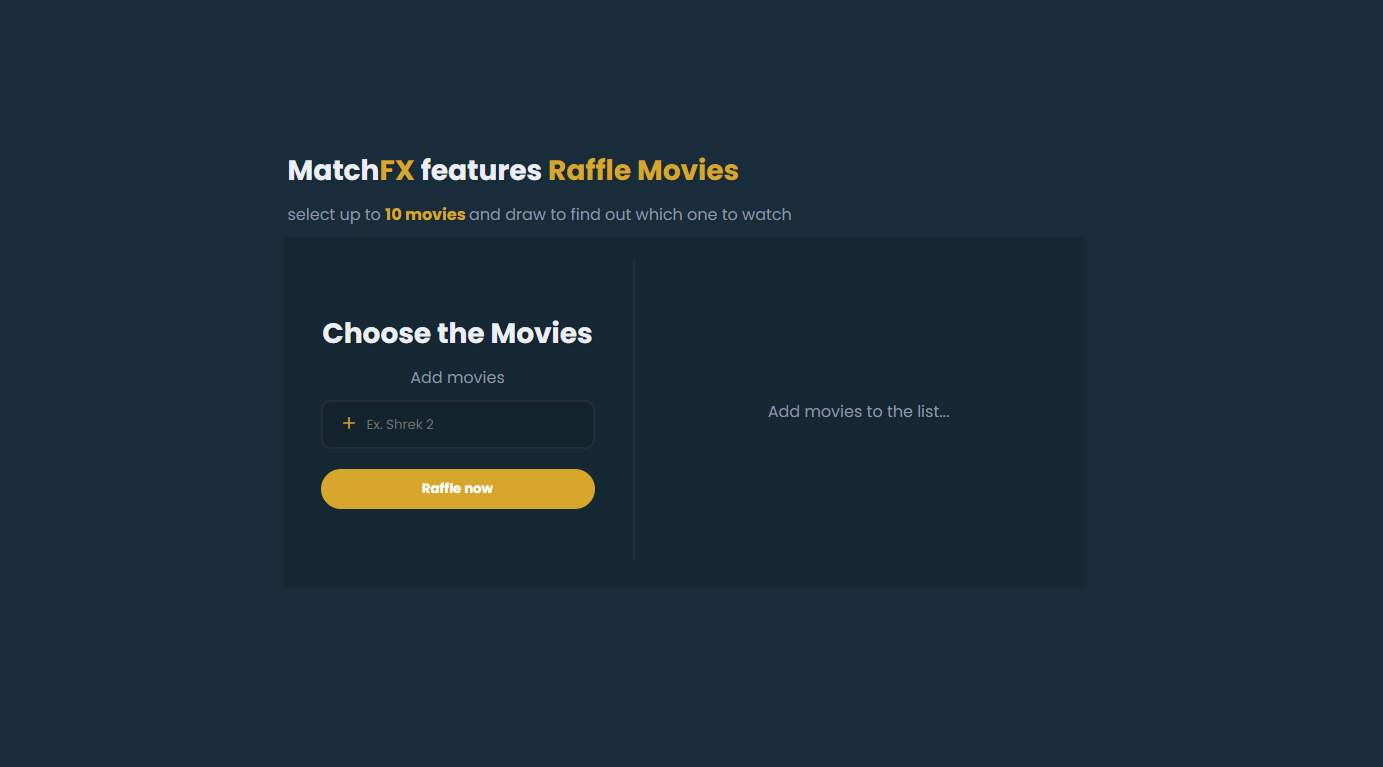 MatchFX features Raffle Movies
select up to 10 movies and draw to find out which one to watch
Choose the Movies
Add movies
Ex. Shrek 2
Raffle now
Add movies to the list...